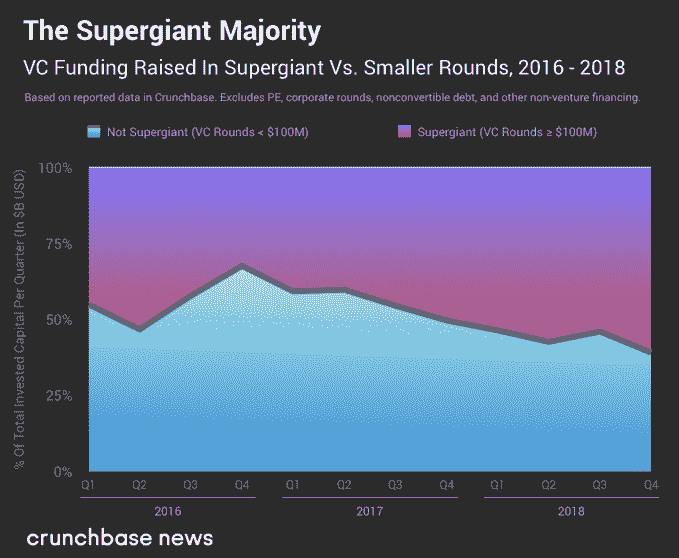 The Supergiant Majority
VC Funding Raised In Supergiant Vs. Smaller Rounds, 2016 - 2018
Based on reported data in Crunchbase. Excludes PE, corporate rounds, nonconvertible debt, and other non-venture financing.
Not Supergiant (VC Rounds < $100M)
Supergiant (VC Rounds ≥ $100M)
% Of Total Invested Capital Per Quarter (In $B USD)
100%
75%
50%
25%
0%
Q1 Q2 Q3 Q4 Q1 Q2 Q3 Q4 Q1 Q2 Q3 Q4
2016 2017 2018
crunchbase news